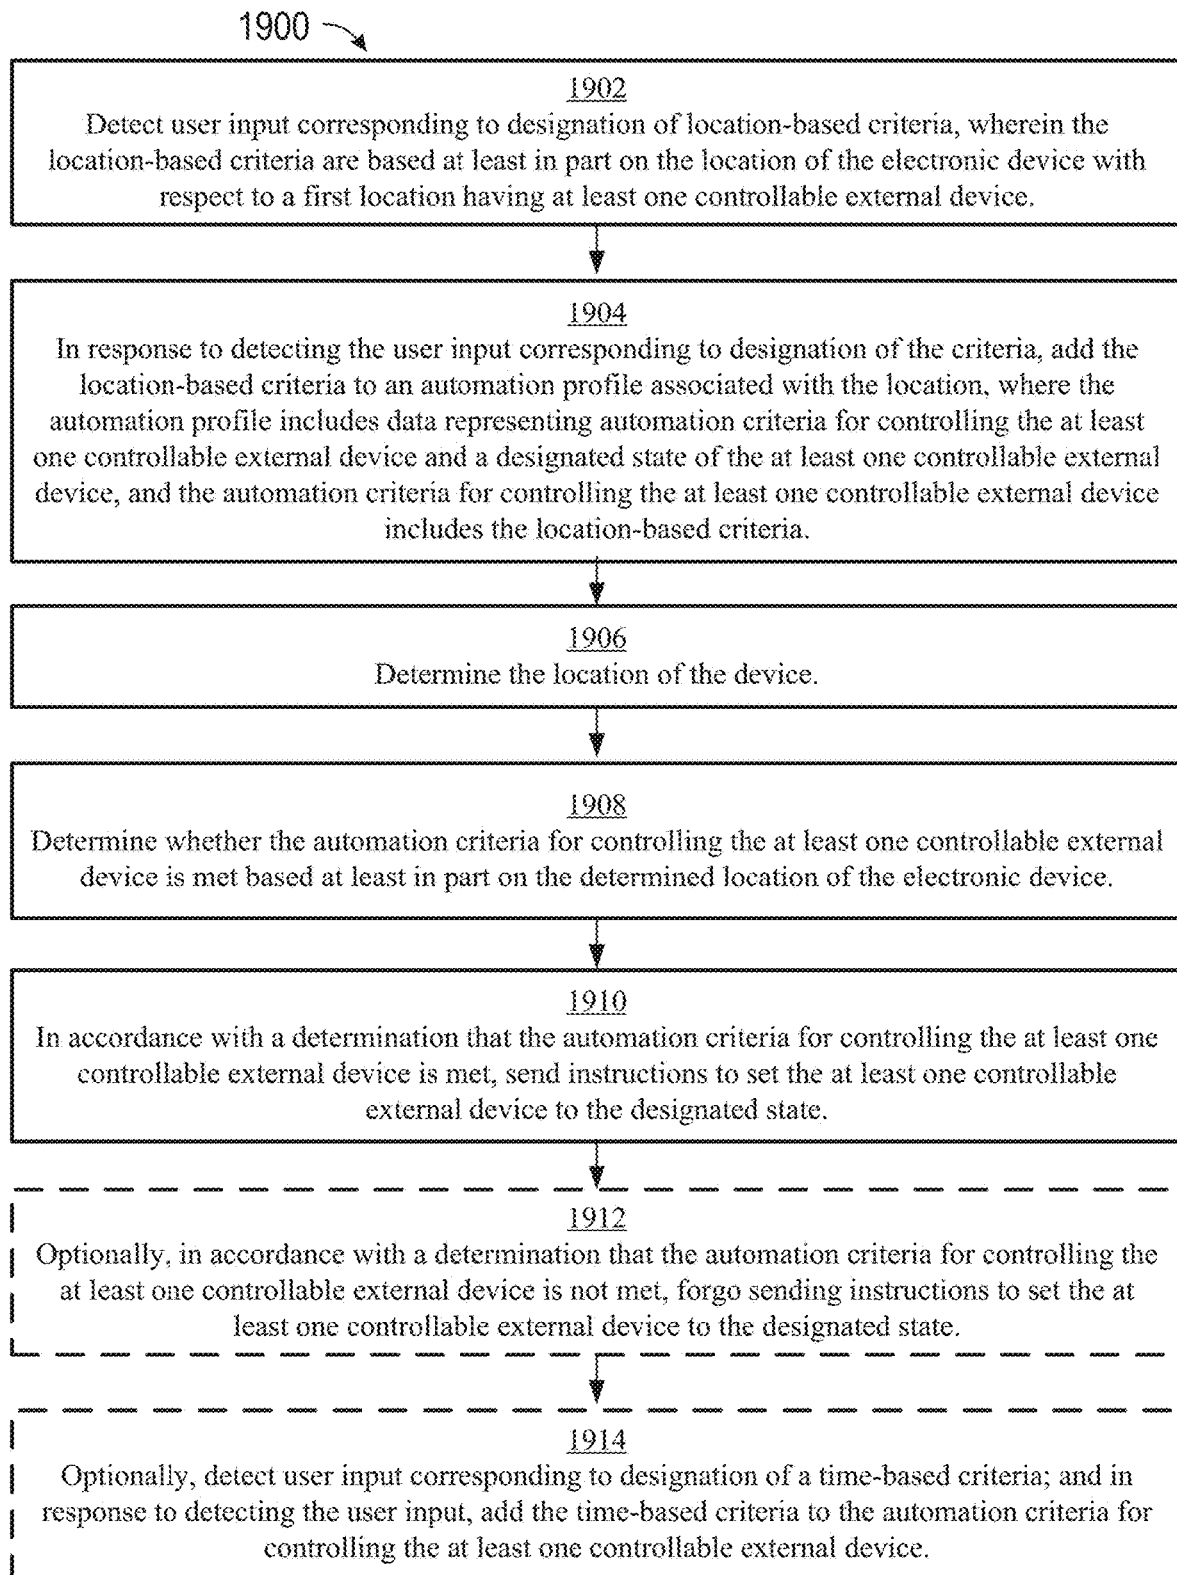 1900
1902
Detect user input corresponding to designation of location-based criteria, wherein the
location-based criteria are based at least in part on the location of the electronic device with
respect to a first location having at least one controllable external device.
1904
In response to detecting the user input corresponding to designation of the criteria, add the
location-based criteria to an automation profile associated with the location, where the
automation profile includes data representing automation criteria for controlling the at least
one controllable external device and a designated state of the at least one controllable external
device, and the automation criteria for controlling the at least one controllable external device
includes the location-based criteria.
1906
Determine the location of the device.
1908
Determine whether the automation criteria for controlling the at least one controllable external
device is met based at least in part on the determined location of the electronic device.
1910
In accordance with a determination that the automation criteria for controlling the at least one
controllable external device is met, send instructions to set the at least one controllable
external device to the designated state.
1912
Optionally, in accordance with a determination that the automation criteria for controlling the
at least one controllable external device is not met, forgo sending instructions to set the at
least one controllable external device to the designated state.
1914
Optionally, detect user input corresponding to designation of a time-based criteria; and in
response to detecting the user input, add the time-based criteria to the automation criteria for
controlling the at least one controllable external device.